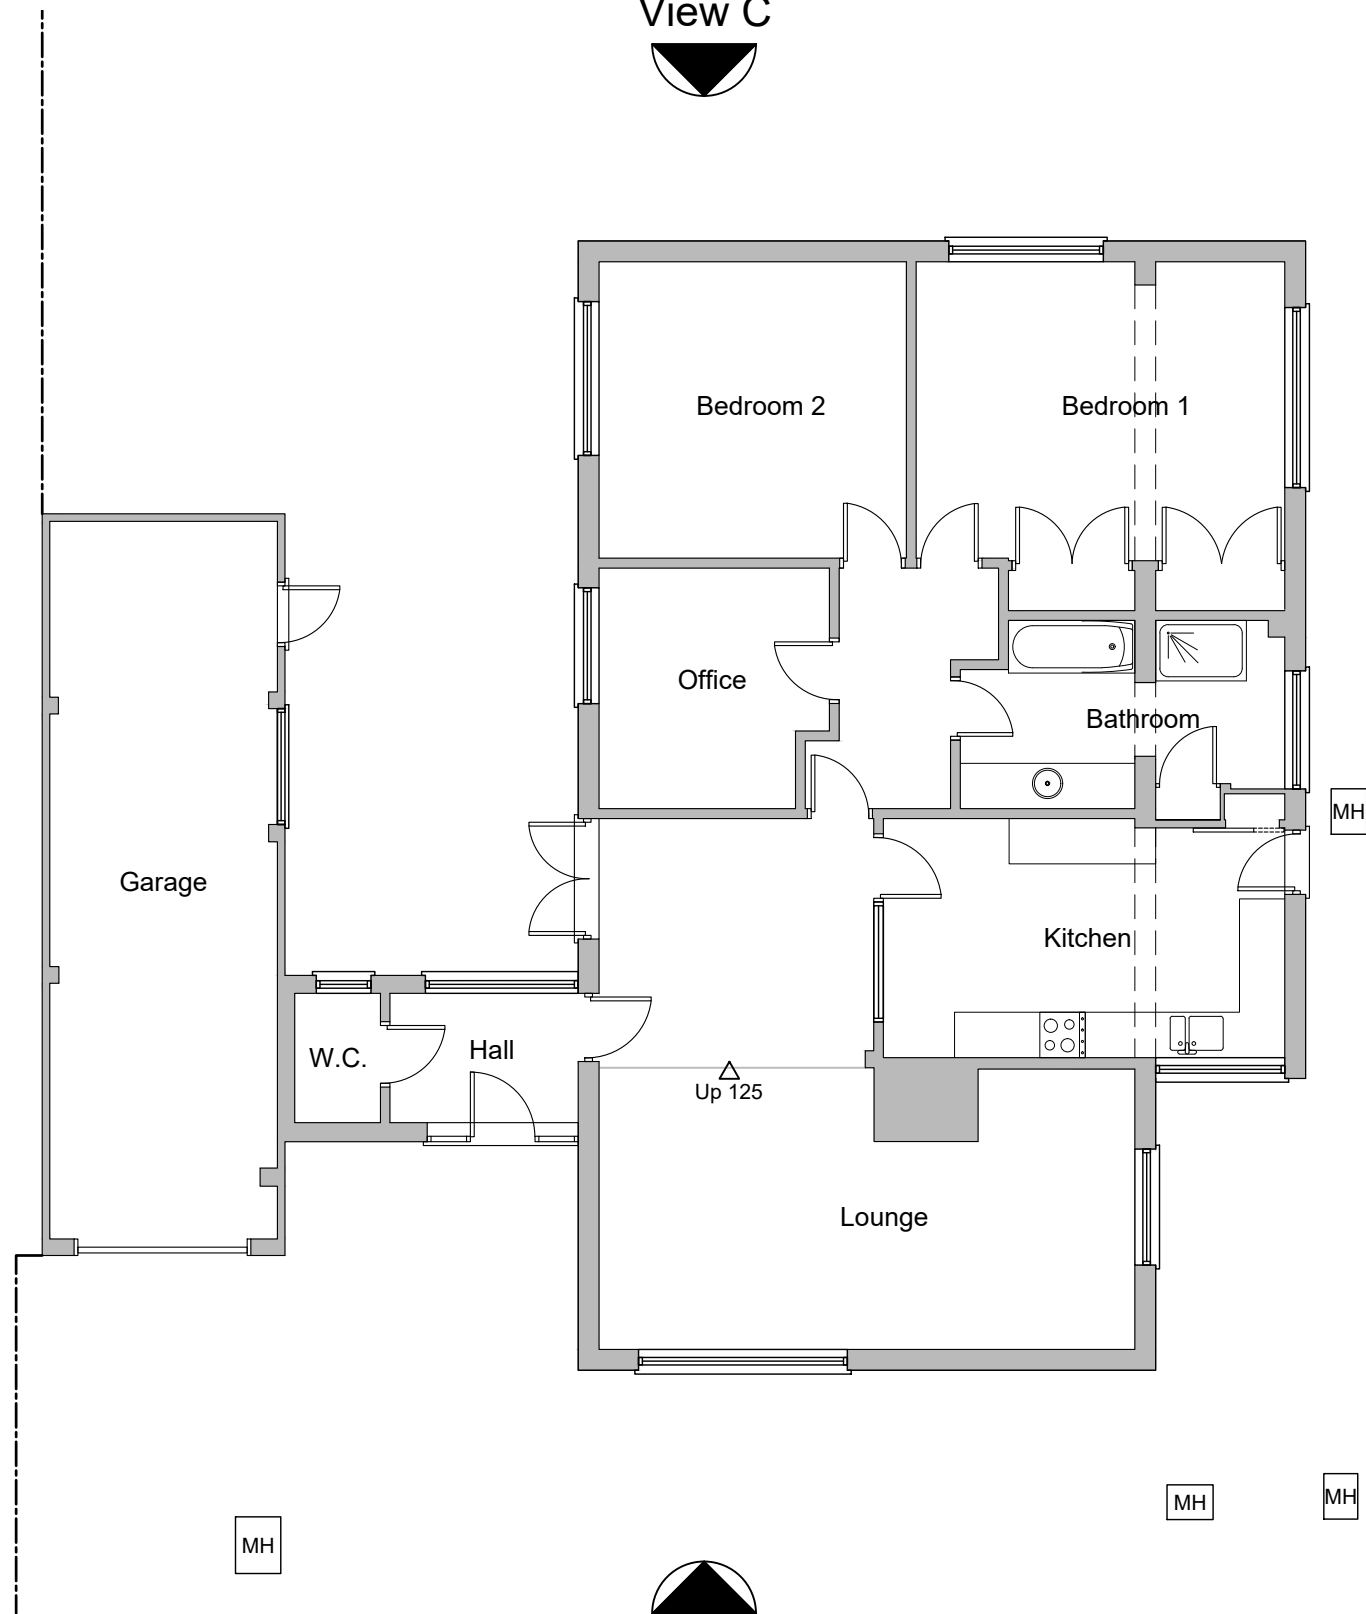 View C
Bedroom 2
Bedroom 1
Office
Bathroom
MH
Garage
Kitchen
W.C.
Hall
Up 125
Lounge
MH
MH
MH